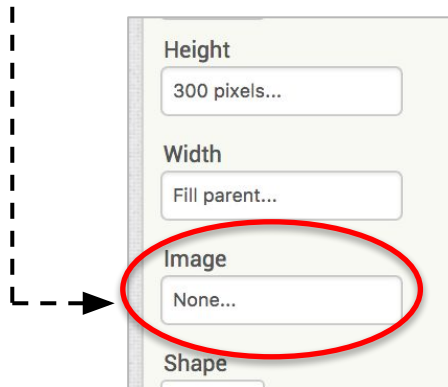 Height
300 pixels...
Width
Fill parent...
Image
None...
Shape